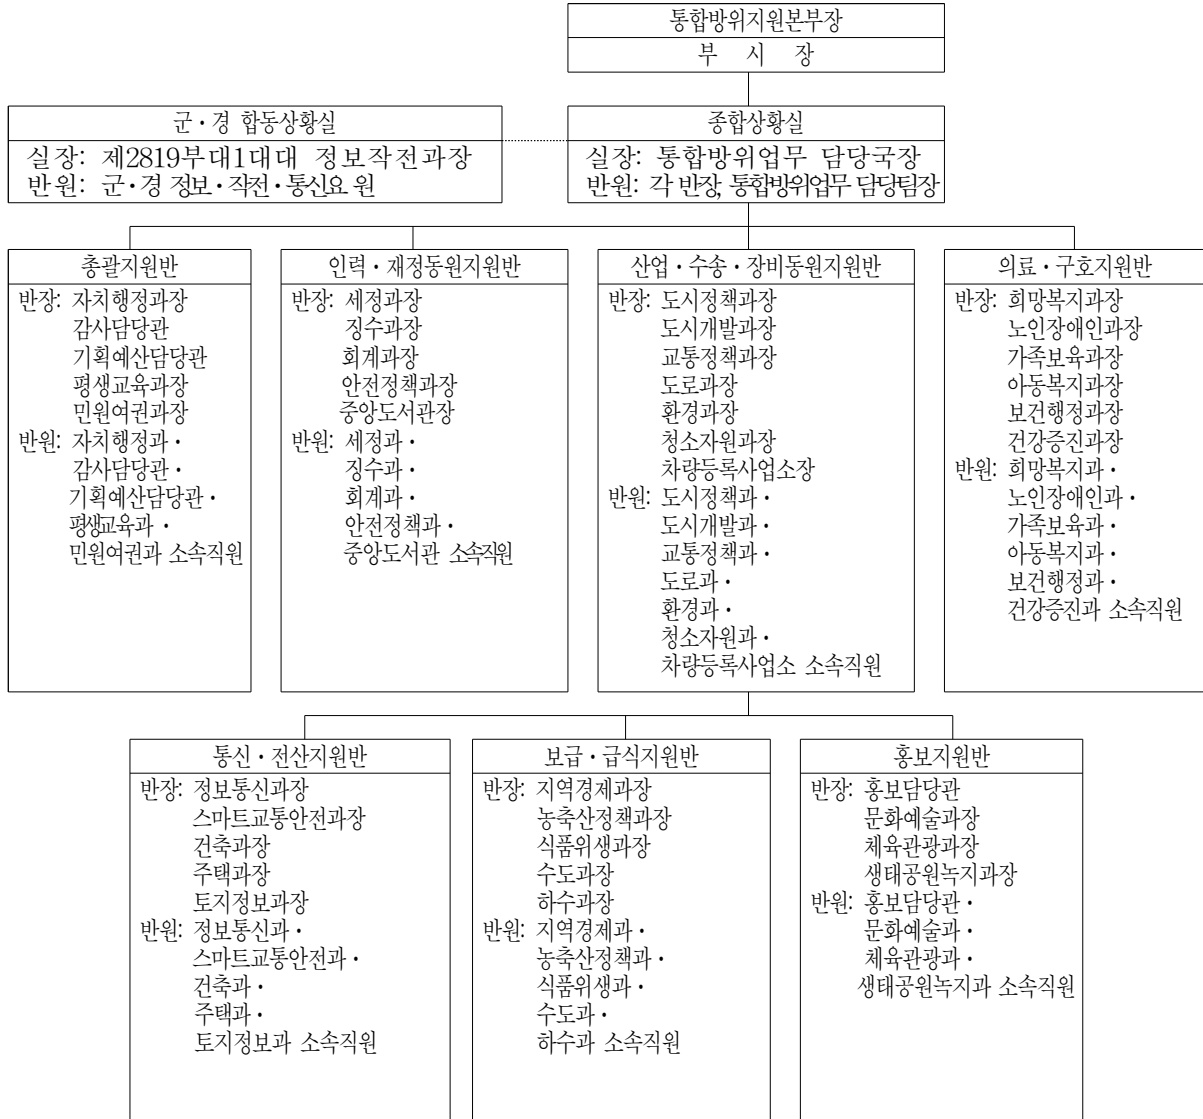 통합방위지원본부장
부 시 장
군·경 합동상황실
실장: 제2819부대1대대 정보작전과장
반원: 군·경 정보·작전·통신요 원
종합상황실
실장: 통합방위업무 담당국장
반원: 각 반장, 통합방위업무 담당팀장
총괄지원반
반장: 자치행정과장
감사담당관
기획예산담당관
평생교육과장
민원여권과장
반원: 자치행정과·
감사담당관·
기획예산담당관·
평생교육과·
민원여권과 소속직원
인력·재정동원지원반
반장: 세정과장
징수과장
회계과장
안전정책과장
중앙도서관장
반원: 세정과·
징수과·
회계과·
안전정책과·
중앙도서관 소속직원
산업·수송·장비동원지원반
반장: 도시정책과장
도시개발과장
교통정책과장
도로과장
환경과장
청소자원과장
차량등록사업소장
반원: 도시정책과·
도시개발과·
교통정책과·
도로과·
환경과·
청소자원과·
차량등록사업소 소속직원
의료·구호지원반
반장: 희망복지과장
노인장애인과장
가족보육과장
아동복지과장
보건행정과장
건강증진과장
반원: 희망복지과·
노인장애인과·
가족보육과·
아동복지과·
보건행정과·
건강증진과 소속직원
통신·전산지원반
반장: 정보통신과장
스마트교통안전과장
건축과장
주택과장
토지정보과장
반원: 정보통신과·
스마트교통안전과·
건축과·
주택과·
토지정보과 소속직원
보급·급식지원반
반장: 지역경제과장
농축산정책과장
식품위생과장
수도과장
하수과장
반원: 지역경제과·
농축산정책과·
식품위생과·
수도과·
하수과 소속직원
홍보지원반
반장: 홍보담당관
문화예술과장
체육관광과장
생태공원녹지과장
반원: 홍보담당관·
문화예술과·
체육관광과·
생태공원녹지과 소속직원